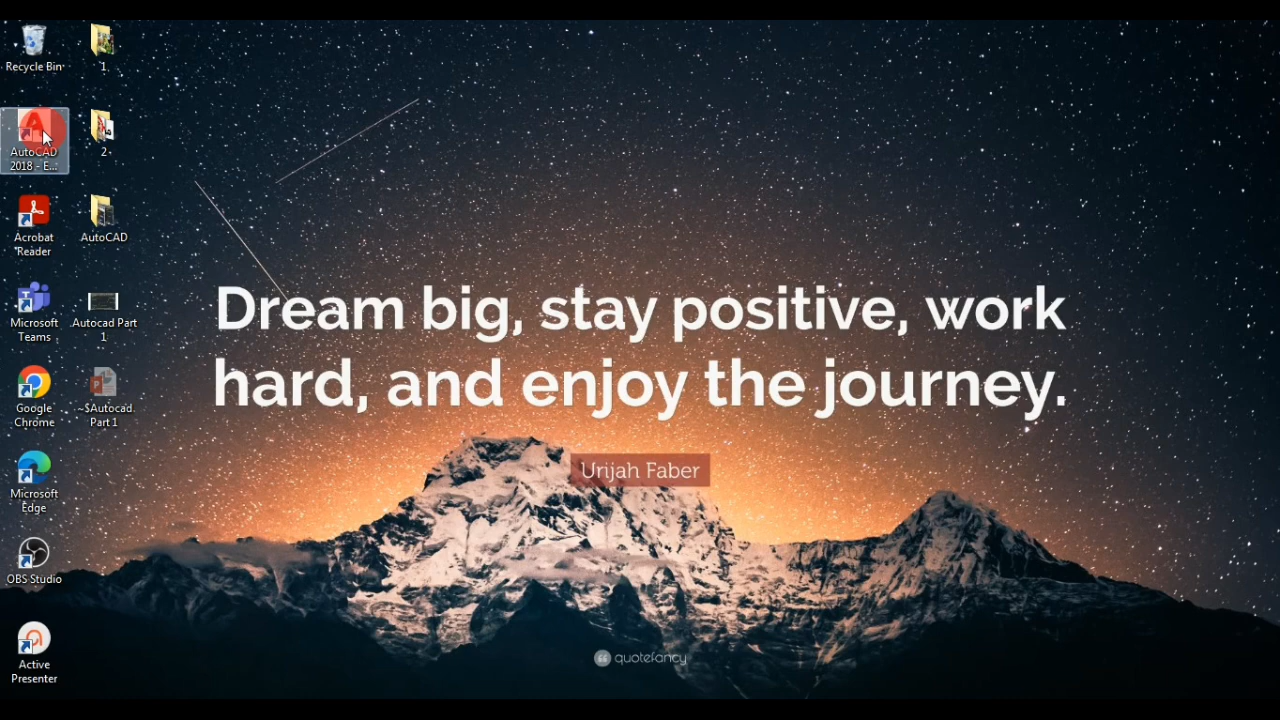 Recycle Bin
1
AutoCAD
2018 - E...
2
Acrobat
Reader
AutoCAD
Microsoft
Teams
Autocad Part
1
Google
Chrome
~$Autocad
Part 1
Microsoft
Edge
OBS Studio
Active
Presenter
Dream big, stay positive, work
hard, and enjoy the journey.
Urijah Faber
quotefancy